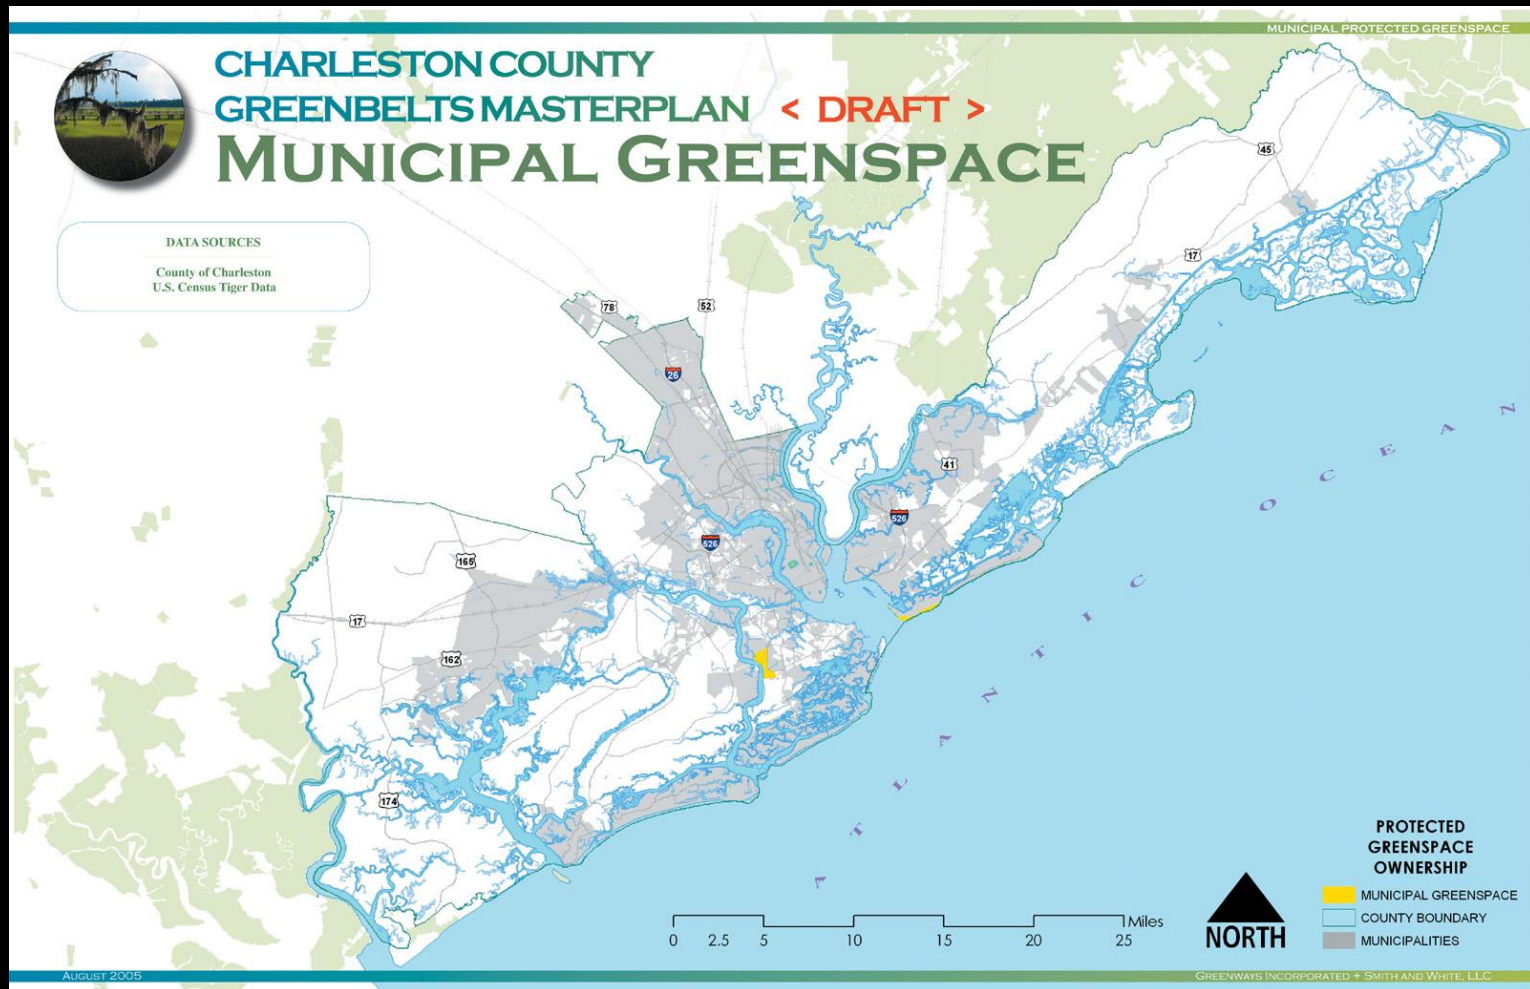 MUNICIPAL PROTECTED GREENSPACE
CHARLESTON COUNTY
GREENBELTS MASTERPLAN < DRAFT >
MUNICIPAL GREENSPACE
DATA SOURCES
County of Charleston
U.S. Census Tiger Data
45
17
78
52
26
41
526
526
165
17
162
174
ATLANTIC OCEAN
PROTECTED
GREENSPACE
OWNERSHIP
MUNICIPAL GREENSPACE
COUNTY BOUNDARY
MUNICIPALITIES
NORTH
Miles
0 2.5 5 10 15 20 25
AUGUST 2005
GREENWAYS INCORPORATED + SMITH AND WHITE, LLC